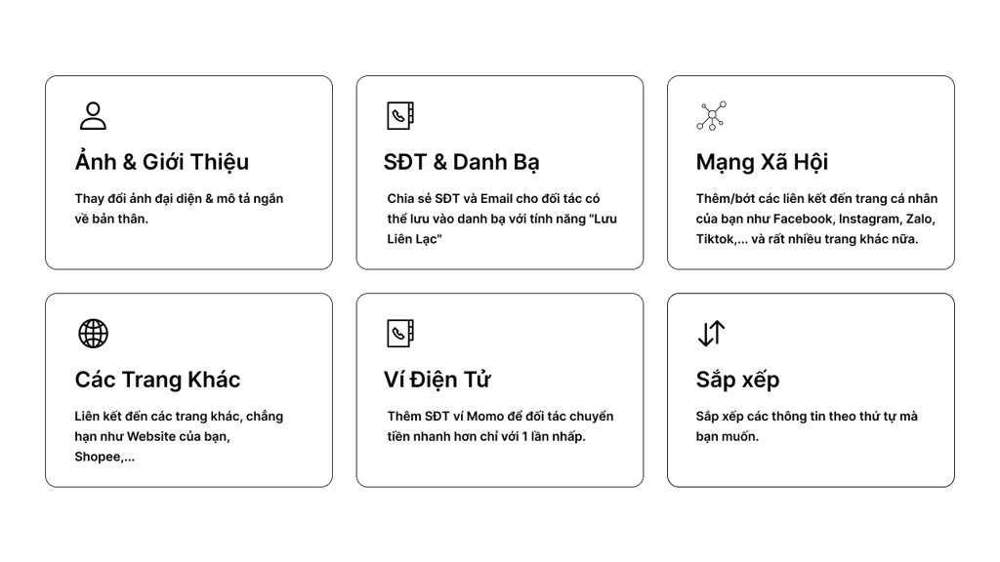 Ảnh & Giới Thiệu
Thay đổi ảnh đại diện & mô tả ngắn
về bản thân.
SĐT & Danh Bạ
Chia sẻ SĐT và Email cho đối tác có
thể lưu vào danh bạ với tính năng "Lưu
Liên Lạc"
Mạng Xã Hội
Thêm/bớt các liên kết đến trang cá nhân
của bạn như Facebook, Instagram, Zalo,
Tiktok,... và rất nhiều trang khác nữa.
Các Trang Khác
Liên kết đến các trang khác, chẳng
hạn như Website của bạn,
Shopee,...
Ví Điện Tử
Thêm SĐT ví Momo để đối tác chuyển
tiền nhanh hơn chỉ với 1 lần nhấp.
Sắp xếp
Sắp xếp các thông tin theo thứ tự mà
bạn muốn.